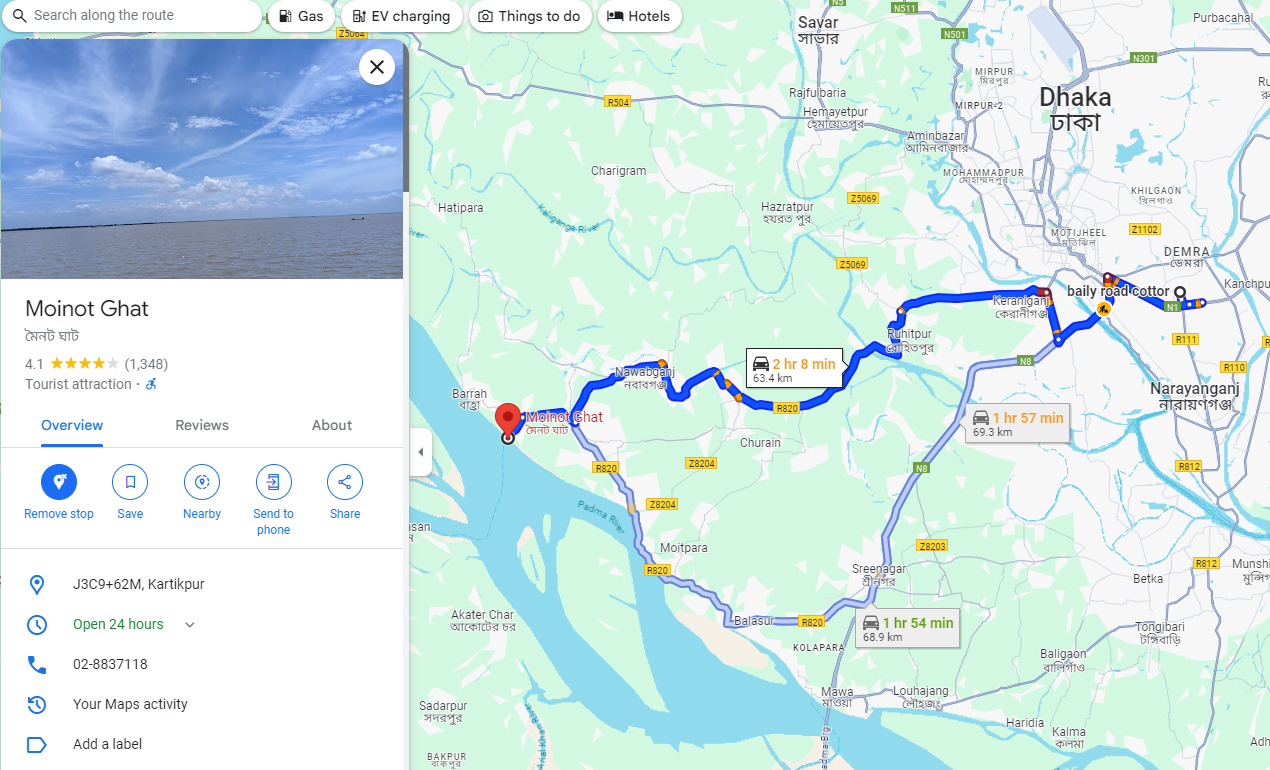 Search along the route
Gas
EV charging
Things to do
Hotels
Moinot Ghat
মৈনট ঘাট
4.1
(1,348)
Tourist attraction ·
Overview
Reviews
About
Remove stop
Save
Nearby
Send to
phone
Share
J3C9+62M, Kartikpur
Open 24 hours
02-8837118
Your Maps activity
Add a label
Z5064
N5
N511
Purbacahal
Savar
সাভার
N501
N301
MIRPUR
মিরপুর
Dhaka
ঢাকা
R504
Rajfulbaria
MIRPUR-2
Hemayetpur
হেমায়েতপুর
Aminbazar
আমিনবাজার
Charigram
MOHAMMADPUR
মোহাম্মদপুর
KHILGAON
খিলগাঁও
Z5069
Hatipara
Hazratpur
হযরত পুর
Kaliganga River
Z1102
MOTIJHEEL
মতিঝিল
DEMRA
ডেমরা
Z5069
Kanchpu
baily road cottor
N1
Keraniganj
কেরানীগঞ্জ
Ruhitpur
রোহিতপুর
R111
N8
R110
2 hr 8 min
63.4 km
Nawabganj
নবাবগঞ্জ
Narayanganj
নারায়ণগঞ্জ
Barrah
বাহ্রা
R820
Moinot Ghat
মৈনট ঘাট
1 hr 57 min
69.3 km
Churain
R820
Z8204
N8
R812
Z8204
Padma River
Z8203
Moitpara
R820
R812
Sreenagar
শ্রীনগর
Betka
Akater Char
আকোটের চর
Balasur
R820
1 hr 54 min
68.9 km
KOLAPARA
Tongibari
টংগিবাড়ি
Baligaon
বালিগাঁও
Mawa
মাওয়া
Louhajang
লৌহজং
Sadarpur
সদরপুর
Haridia
Kalma
কলমা
BAKPUR
বাকপুর